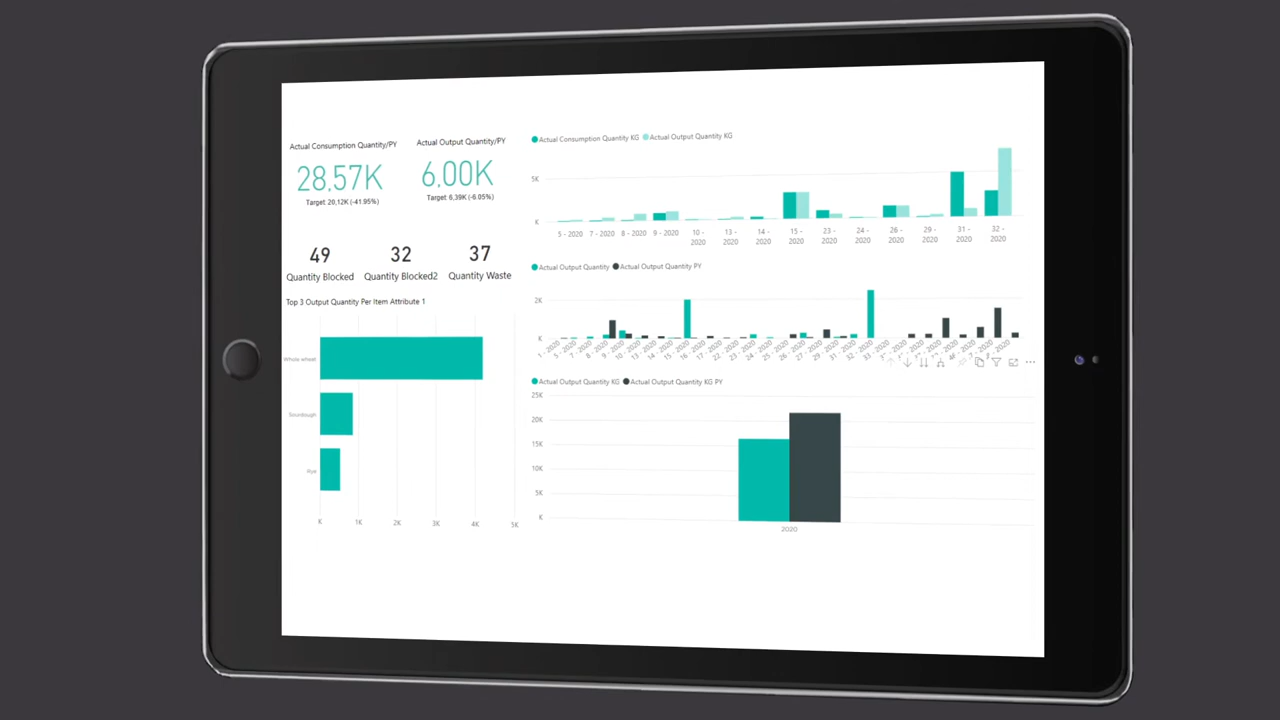 Actual Consumption Quantity/PY
28,57K
Target: 20,12K (-41.95%)
Actual Output Quantity/PY
6,00K
Target: 6,39K (-6.05%)
49
Quantity Blocked
32
Quantity Blocked2
37
Quantity Waste
Top 3 Output Quantity Per Item Attribute 1
Whole wheat
Sourdough
Rye
K 1K 2K 3K 4K 5K
Actual Consumption Quantity KG Actual Output Quantity KG
5K
K
5 - 2020 7 - 2020 8 - 2020 9 - 2020 10 - 2020 13 - 2020 14 - 2020 15 - 2020 23 - 2020 24 - 2020 26 - 2020 29 - 2020 31 - 2020 32 - 2020
Actual Output Quantity Actual Output Quantity PY
2K
K
Actual Output Quantity KG Actual Output Quantity KG PY
25K
20K
15K
10K
5K
K
2020